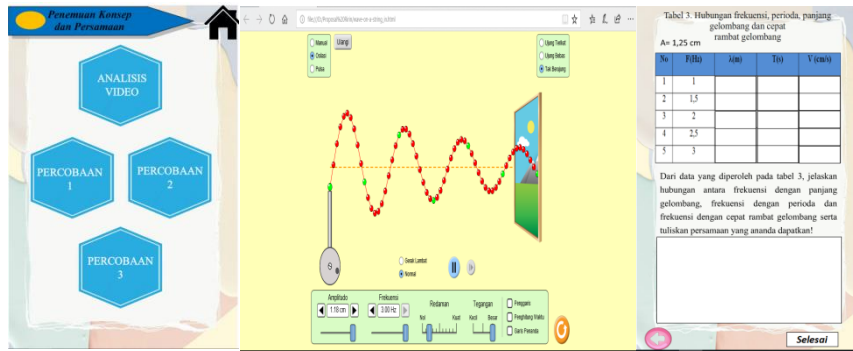 Penemuan Konsep
dan Persamaan
ANALISIS
VIDEO
PERCOBAAN
1
PERCOBAAN
2
PERCOBAAN
3
Manual
Osilasi
Pulsa
Ulangi
Ujung Terikat
Ujung Bebas
Tali Berujung
Gerak Lambat
Normal
Amplitudo
1.18 cm
Frekuensi
3.00 Hz
Redaman
Nol Kuat
Tegangan
Kecil Besar
Penggaris
Penghitung Waktu
Garis Penanda
Tabel 3. Hubungan frekuensi, perioda, panjang
gelombang dan cepat
rambat gelombang
A= 1,25 cm
No F(Hz) λ(m) T(s) V (cm/s)
1 1
2 1,5
3 2
4 2,5
5 3
Dari data yang diperoleh pada tabel 3, jelaskan
hubungan antara frekuensi dengan panjang
gelombang, frekuensi dengan perioda dan
frekuensi dengan cepat rambat gelombang serta
tuliskan persamaan yang ananda dapatkan!
Selesai